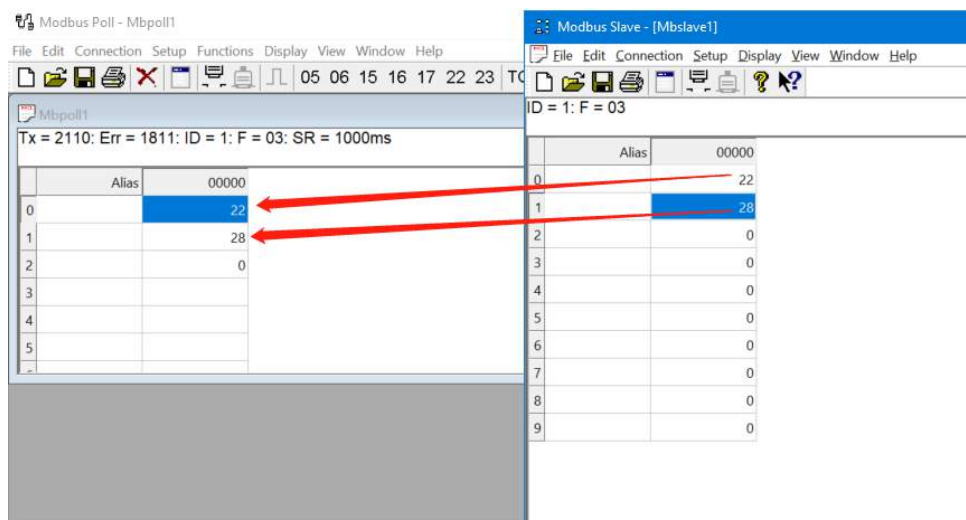 Modbus Poll - Mbpoll1
File Edit Connection Setup Functions Display View Window Help
05 06 15 16 17 22 23
Mbpoll1
Tx = 2110: Err = 1811: ID = 1: F = 03: SR = 1000ms
Alias 00000
0 22
1 28
2 0
3
4
5
Modbus Slave - [Mbslave1]
File Edit Connection Setup Display View Window Help
ID = 1: F = 03
Alias 00000
0 22
1 28
2 0
3 0
4 0
5 0
6 0
7 0
8 0
9 0